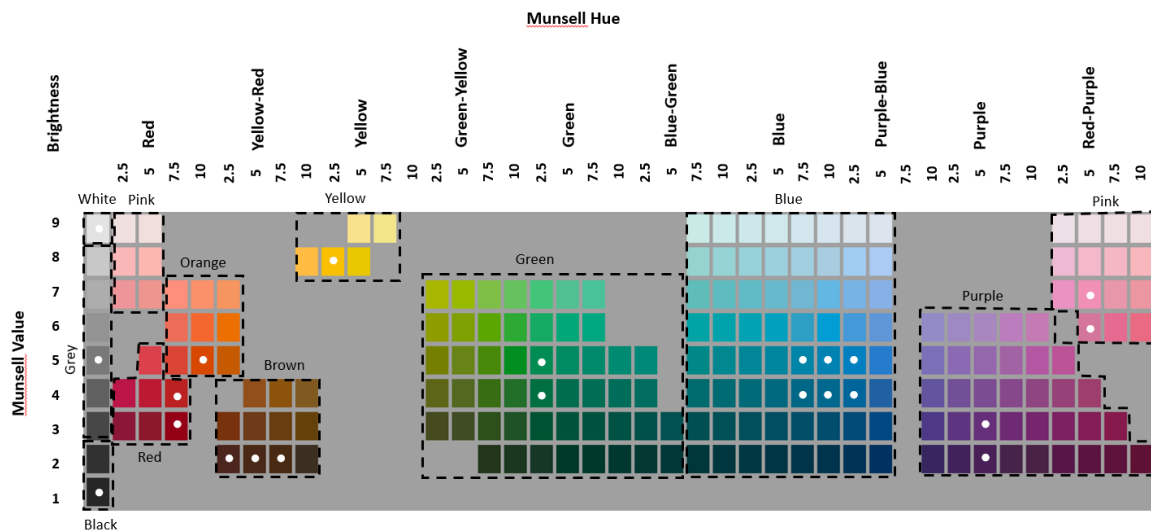 Munsell Hue
Brightness
Red
Yellow-Red
Yellow
Green-Yellow
Green
Blue-Green
Blue
Purple-Blue
Purple
Red-Purple
2.5 5 7.5 10 2.5 5 7.5 10 2.5 5 7.5 10 2.5 5 7.5 10 2.5 5 7.5 10 2.5 5 7.5 10 2.5 5 7.5 10 2.5 5 7.5 10 2.5 5 7.5 10 2.5 5 7.5 10
White Pink Yellow Blue Pink
9
8
Orange Green
7
Purple
6
5
Brown
4
3
2
Red
1
Black
Grey
Munsell Value